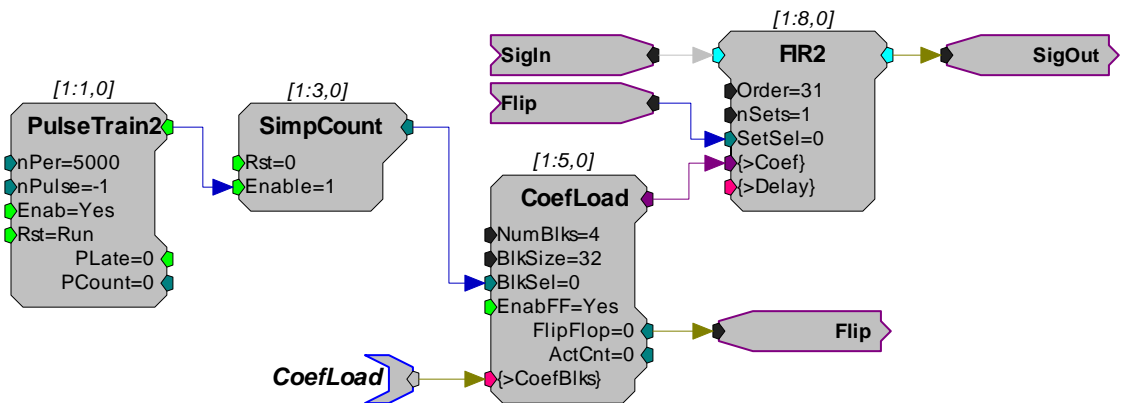 [1:1,0]
PulseTrain2
nPer=5000
nPulse=-1
Enab=Yes
Rst=Run
PLate=0
PCount=0
[1:3,0]
SimpCount
Rst=0
Enable=1
[1:5,0]
CoefLoad
NumBlks=4
BlkSize=32
BlkSel=0
EnabFF=Yes
FlipFlop=0
ActCnt=0
{>CoefBlks}
CoefLoad
SigIn
Flip
[1:8,0]
FIR2
Order=31
nSets=1
SetSel=0
{>Coef}
{>Delay}
SigOut
Flip